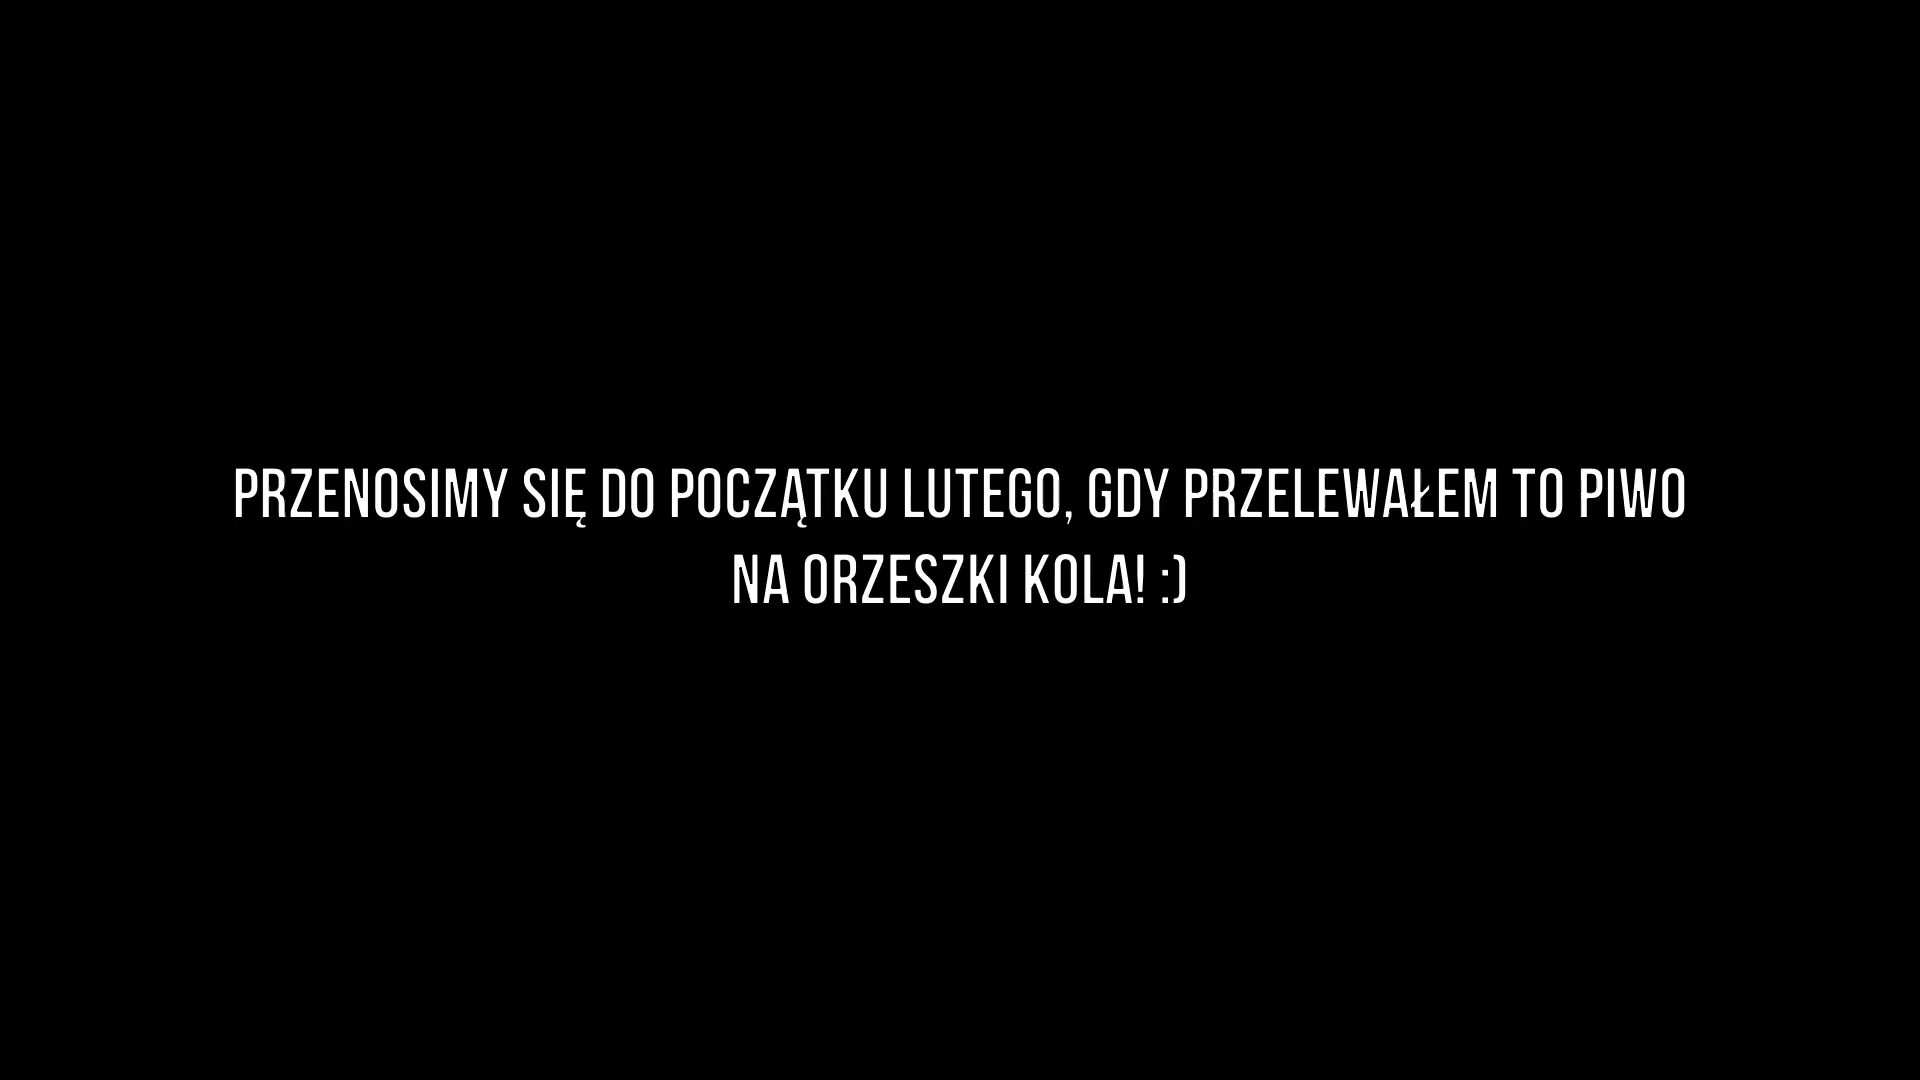 PRZENOSIMY SIĘ DO POCZĄTKU LUTEGO, GDY PRZELEWAŁEM TO PIWO
NA ORZESZKI KOLA! :)